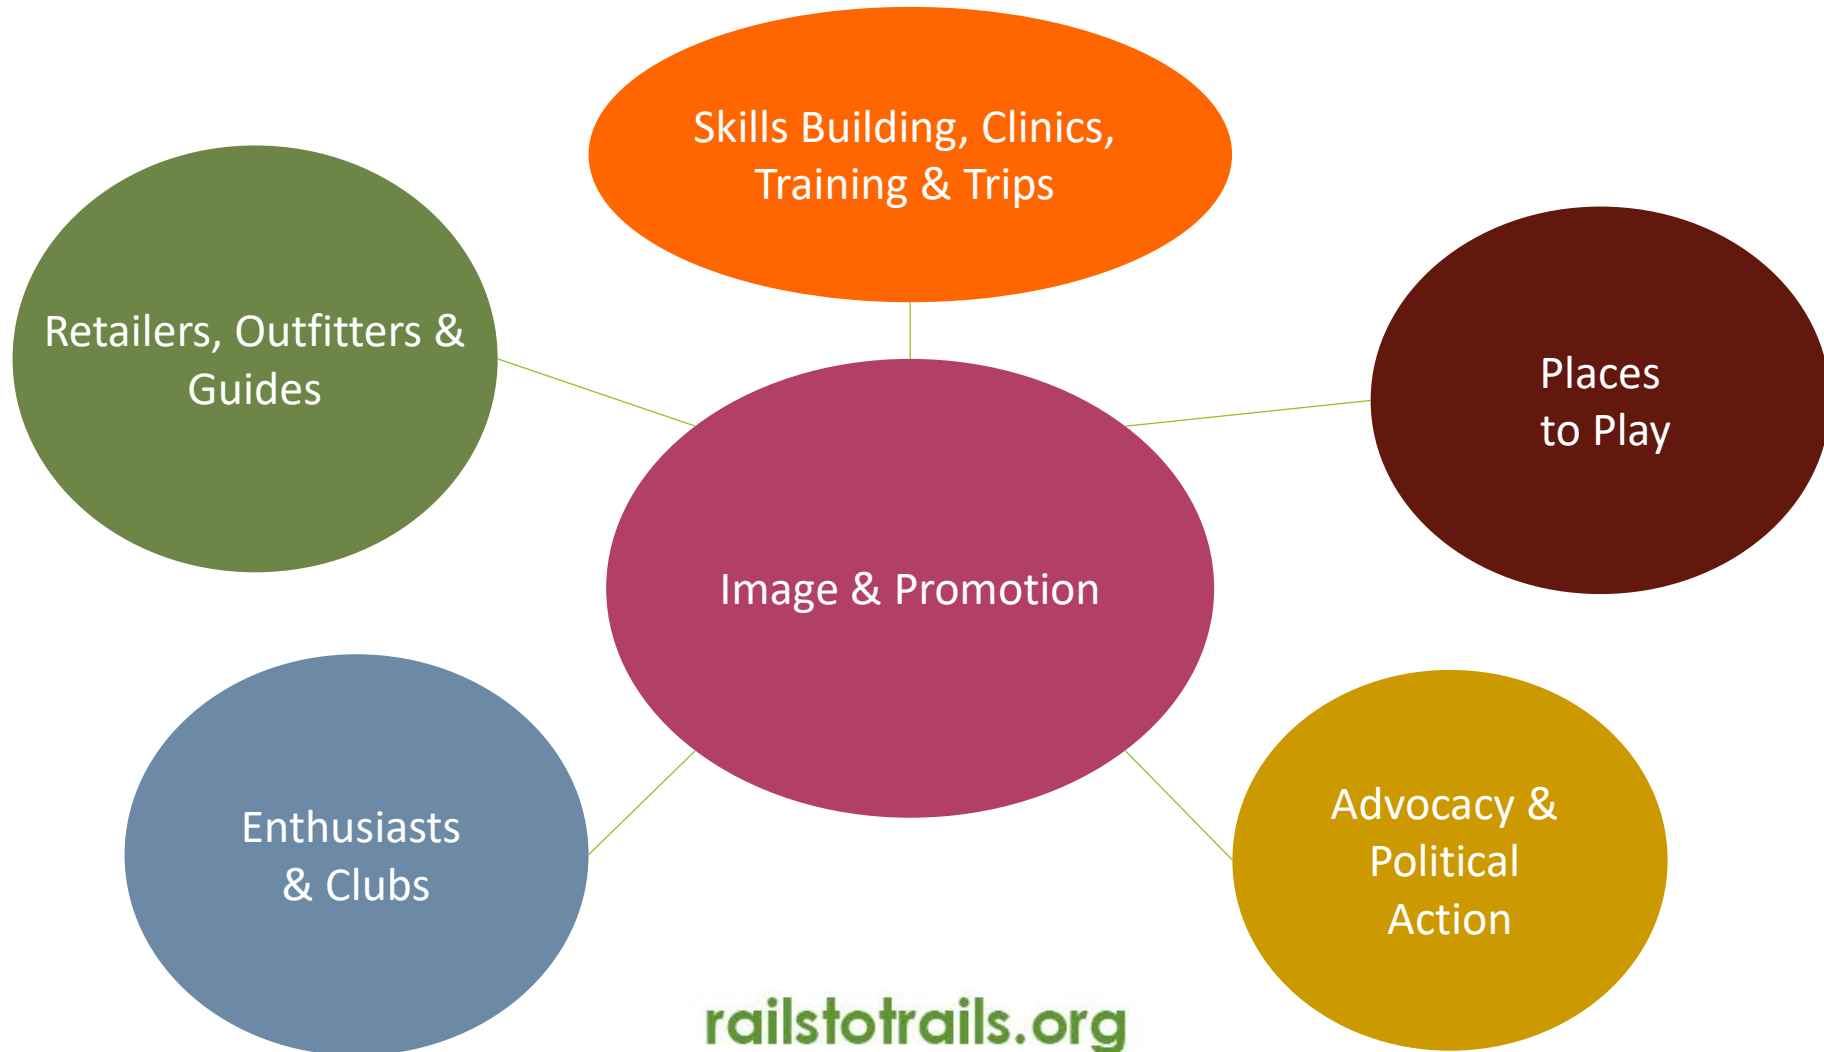 Skills Building, Clinics,
Training & Trips
Retailers, Outfitters &
Guides
Places
to Play
Image & Promotion
Enthusiasts
& Clubs
Advocacy &
Political
Action
railstotrails.org